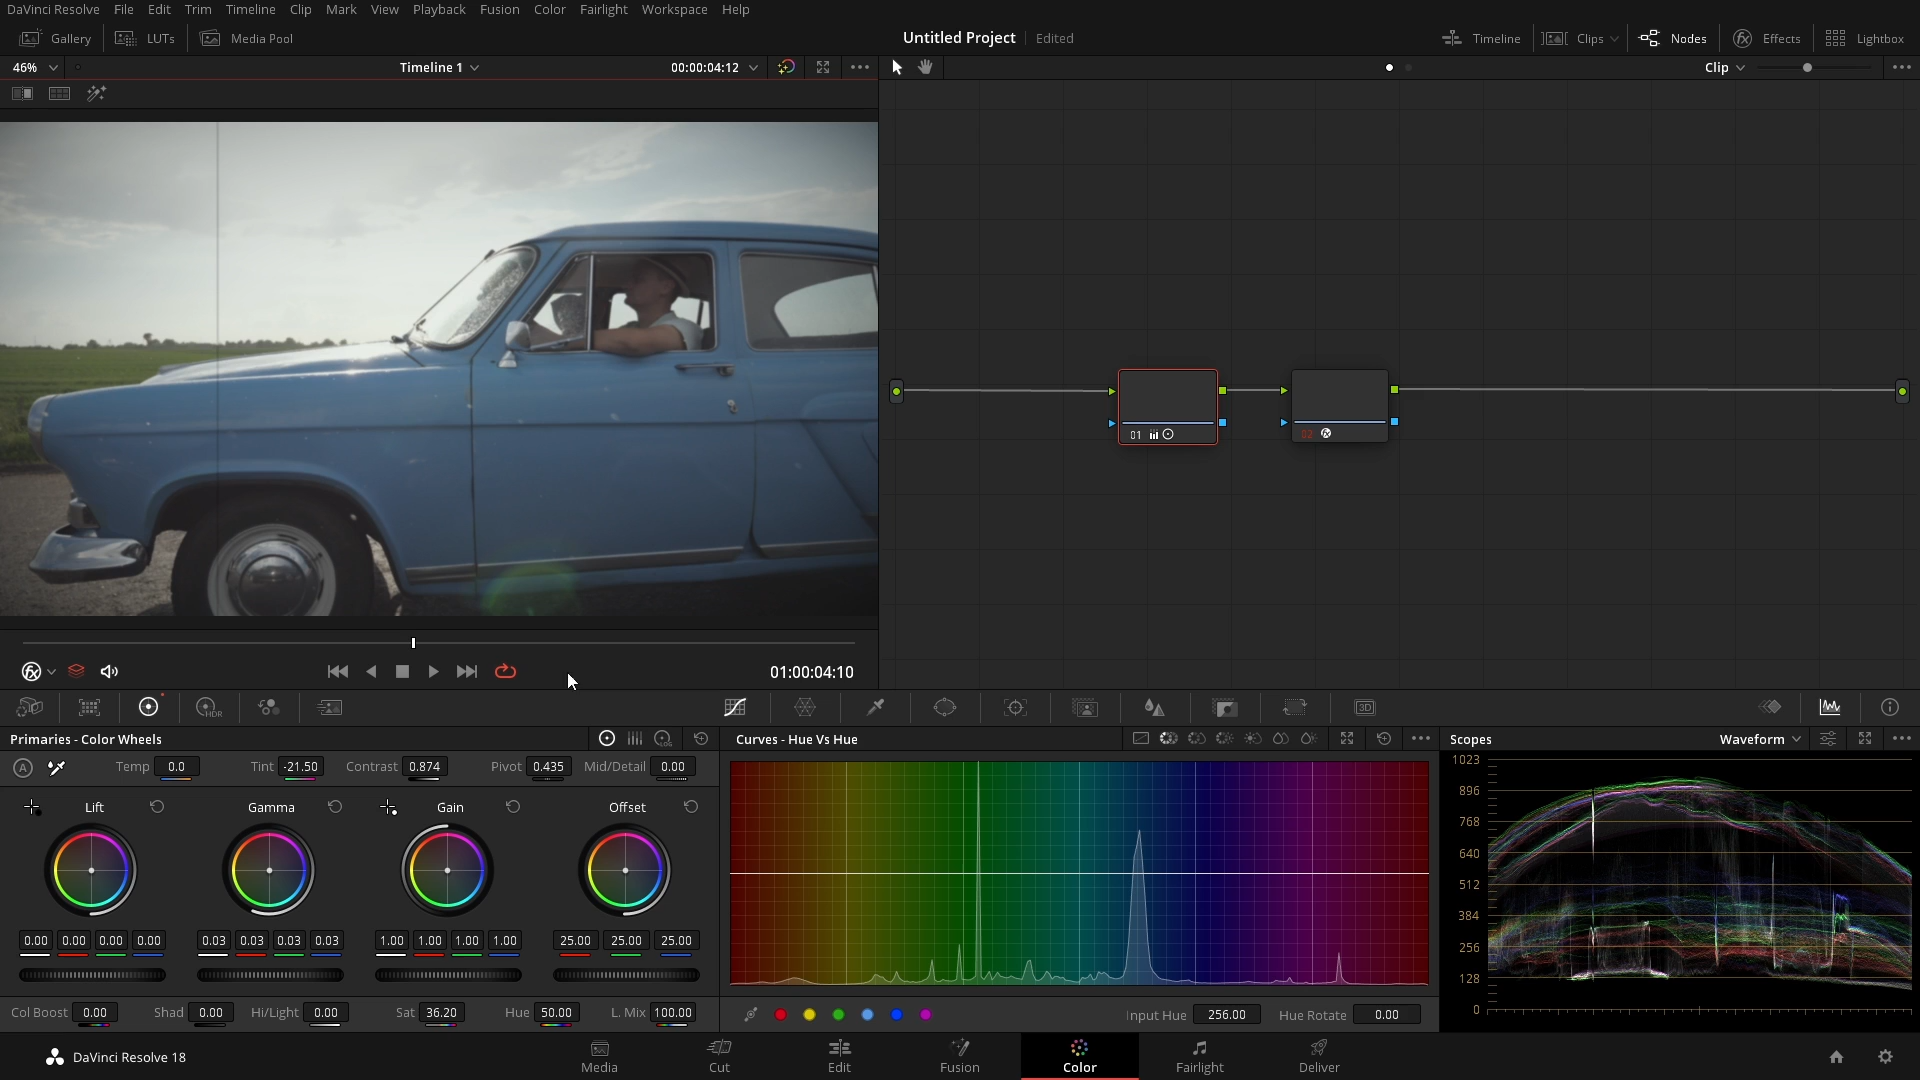 DaVinci Resolve File Edit Trim Timeline Clip Mark View Playback Fusion Color Fairlight Workspace Help
Gallery LUTs Media Pool Untitled Project Edited Timeline Clips Nodes Effects Lightbox
46% Timeline 1 00:00:04:12 Clip
01 02
01:00:04:10
HDR 3D
Primaries - Color Wheels LOG Curves - Hue Vs Hue Scopes Waveform
A Temp 0.0 Tint -21.50 Contrast 0.874 Pivot 0.435 Mid/Detail 0.00
Lift Gamma Gain Offset
0.00 0.00 0.00 0.00 0.03 0.03 0.03 0.03 1.00 1.00 1.00 1.00 25.00 25.00 25.00
Col Boost 0.00 Shad 0.00 Hi/Light 0.00 Sat 36.20 Hue 50.00 L. Mix 100.00
Input Hue 256.00 Hue Rotate 0.00
1023
896
768
640
512
384
256
128
0
DaVinci Resolve 18 Media Cut Edit Fusion Color Fairlight Deliver